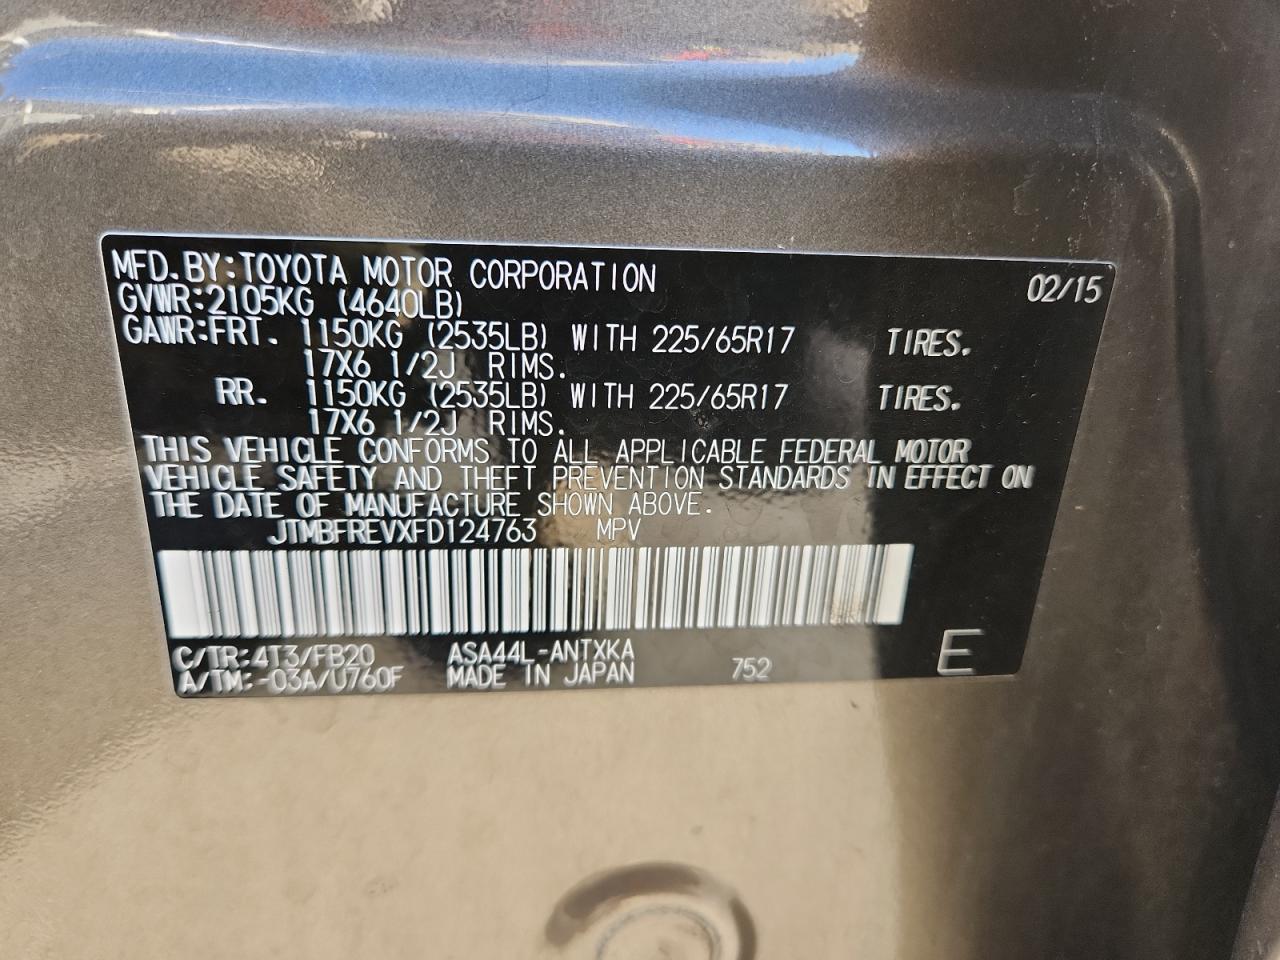 MFD.BY:TOYOTA MOTOR CORPORATION 02/15
GVWR:2105KG (4640LB)
GAWR:FRT. 1150KG (2535LB) WITH 225/65R17 TIRES.
17X6 1/2J RIMS.
RR. 1150KG (2535LB) WITH 225/65R17 TIRES.
17X6 1/2J RIMS.
THIS VEHICLE CONFORMS TO ALL APPLICABLE FEDERAL MOTOR
VEHICLE SAFETY AND THEFT PREVENTION STANDARDS IN EFFECT ON
THE DATE OF MANUFACTURE SHOWN ABOVE.
JTMBFREVXFD124763 MPV
C/TR:4T3/FB20 ASA44L-ANTXKA
A/TM:-03A/U760F MADE IN JAPAN 752 E